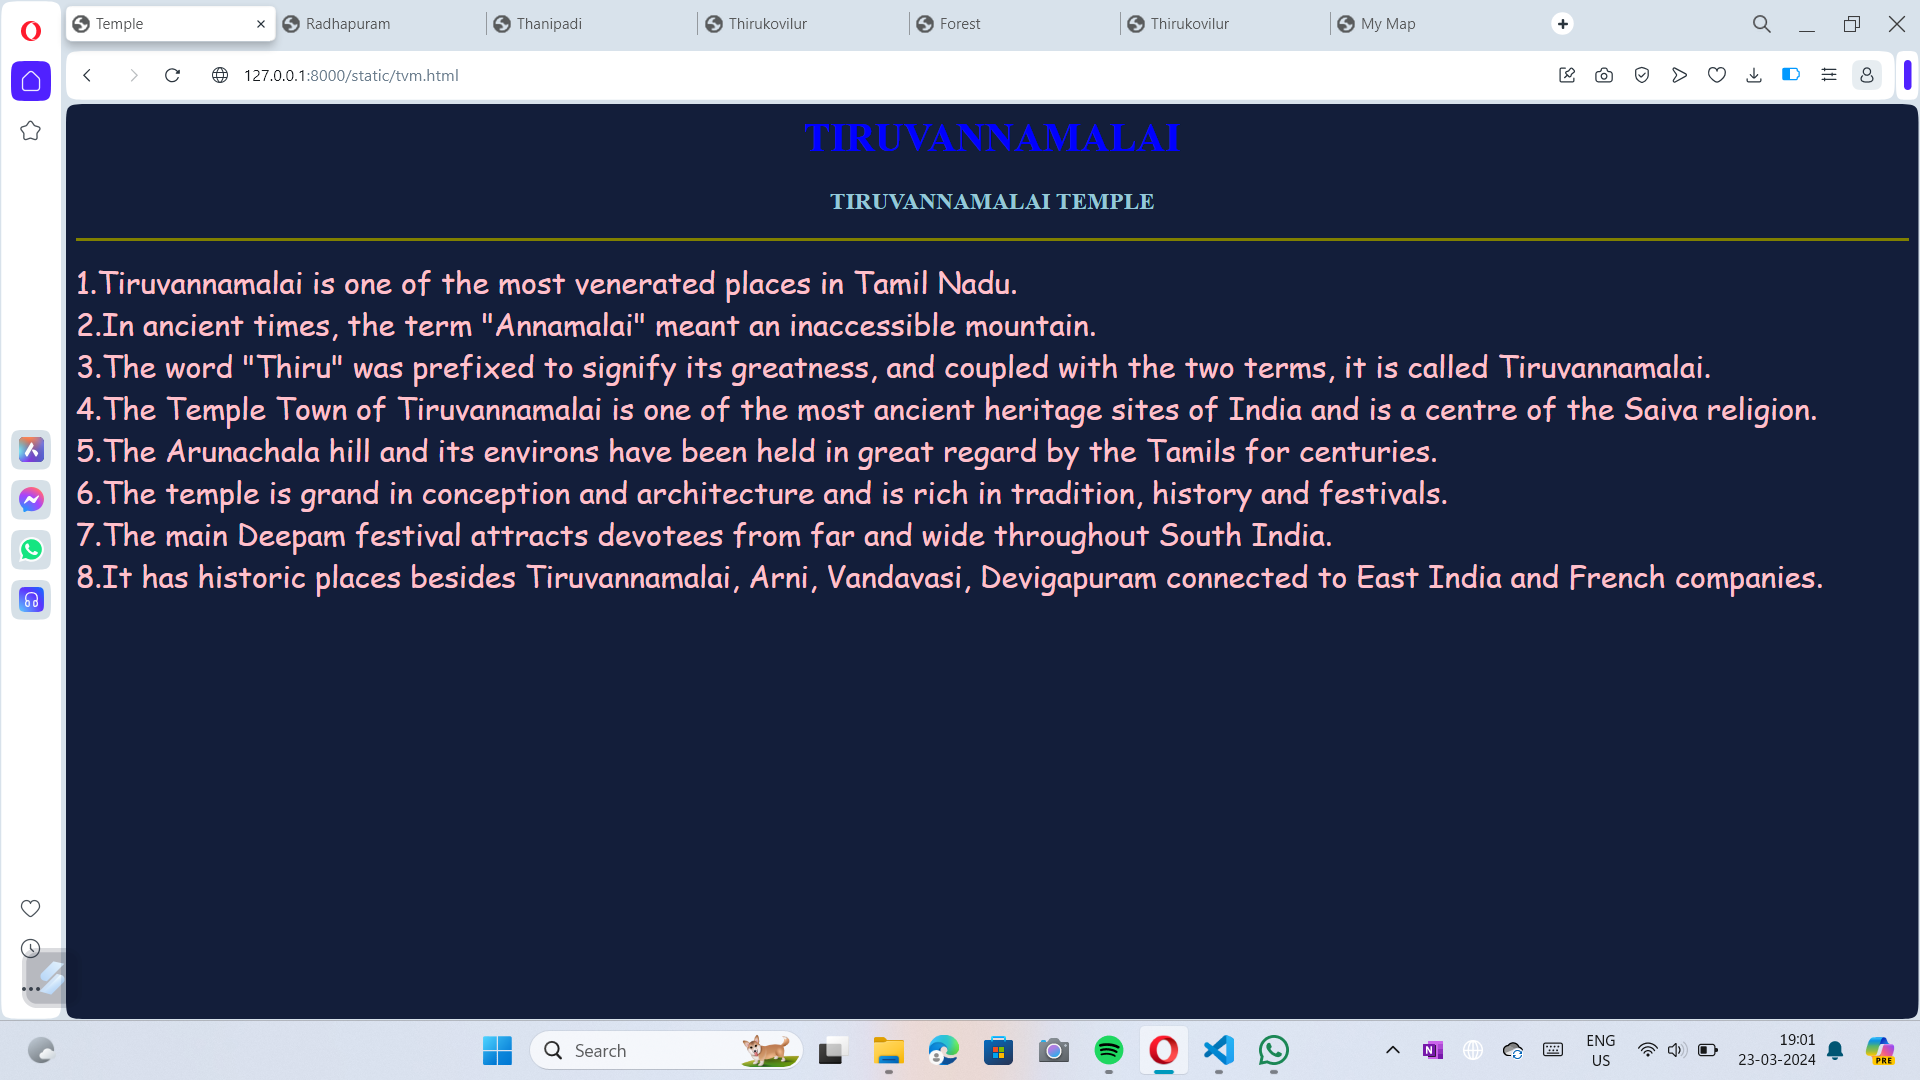 Temple
Radhapuram
Thanipadi
Thirukovilur
Forest
Thirukovilur
My Map
127.0.0.1:8000/static/tvm.html
TIRUVANNAMALAI
TIRUVANNAMALAI TEMPLE
1.Tiruvannamalai is one of the most venerated places in Tamil Nadu.
2.In ancient times, the term "Annamalai" meant an inaccessible mountain.
3.The word "Thiru" was prefixed to signify its greatness, and coupled with the two terms, it is called Tiruvannamalai.
4.The Temple Town of Tiruvannamalai is one of the most ancient heritage sites of India and is a centre of the Saiva religion.
5.The Arunachala hill and its environs have been held in great regard by the Tamils for centuries.
6.The temple is grand in conception and architecture and is rich in tradition, history and festivals.
7.The main Deepam festival attracts devotees from far and wide throughout South India.
8.It has historic places besides Tiruvannamalai, Arni, Vandavasi, Devigapuram connected to East India and French companies.
Search
ENG
US
19:01
23-03-2024
PRE